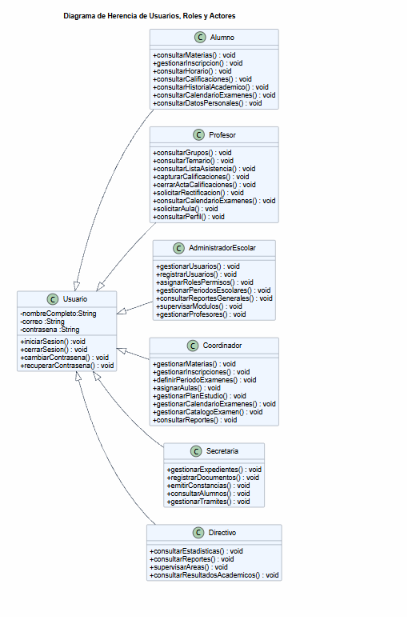 Diagrama de Herencia de Usuarios, Roles y Actores
C Alumno
+consultarMaterias() : void
+gestionarInscripcion() : void
+consultarHorario() : void
+consultarCalificaciones() : void
+consultarHistorialAcademico() : void
+consultarCalendarioExamenes() : void
+consultarDatosPersonales() : void
C Profesor
+consultarGrupos() : void
+consultarTemario() : void
+consultarListaAsistencia() : void
+capturarCalificaciones() : void
+cerrarActaCalificaciones() : void
+solicitarRectificacion() : void
+consultarCalendarioExamenes() : void
+solicitarAula() : void
+consultarPerfil() : void
C AdministradorEscolar
+gestionarUsuarios() : void
+registrarUsuarios() : void
+asignarRolesPermisos() : void
+gestionarPeriodosEscolares() : void
+consultarReportesGenerales() : void
+supervisarModulos() : void
+gestionarProfesores() : void
C Usuario
-nombreCompleto:String
-correo :String
-contrasena :String
+iniciarSesion() :void
+cerrarSesion() : void
+cambiarContrasena() : void
+recuperarContrasena() : void
C Coordinador
+gestionarMaterias() : void
+gestionarInscripciones() : void
+definirPeriodoExamenes() : void
+asignarAulas() : void
+gestionarPlanEstudio() : void
+gestionarCalendarioExamenes() : void
+gestionarCatalogoExamen() : void
+consultarReportes() : void
C Secretaria
+gestionarExpedientes() : void
+registrarDocumentos() : void
+emitirConstancias() : void
+consultarAlumnos() : void
+gestionarTramites() : void
C Directivo
+consultarEstadisticas() : void
+consultarReportes() : void
+supervisarAreas() : void
+consultarResultadosAcademicos() : void